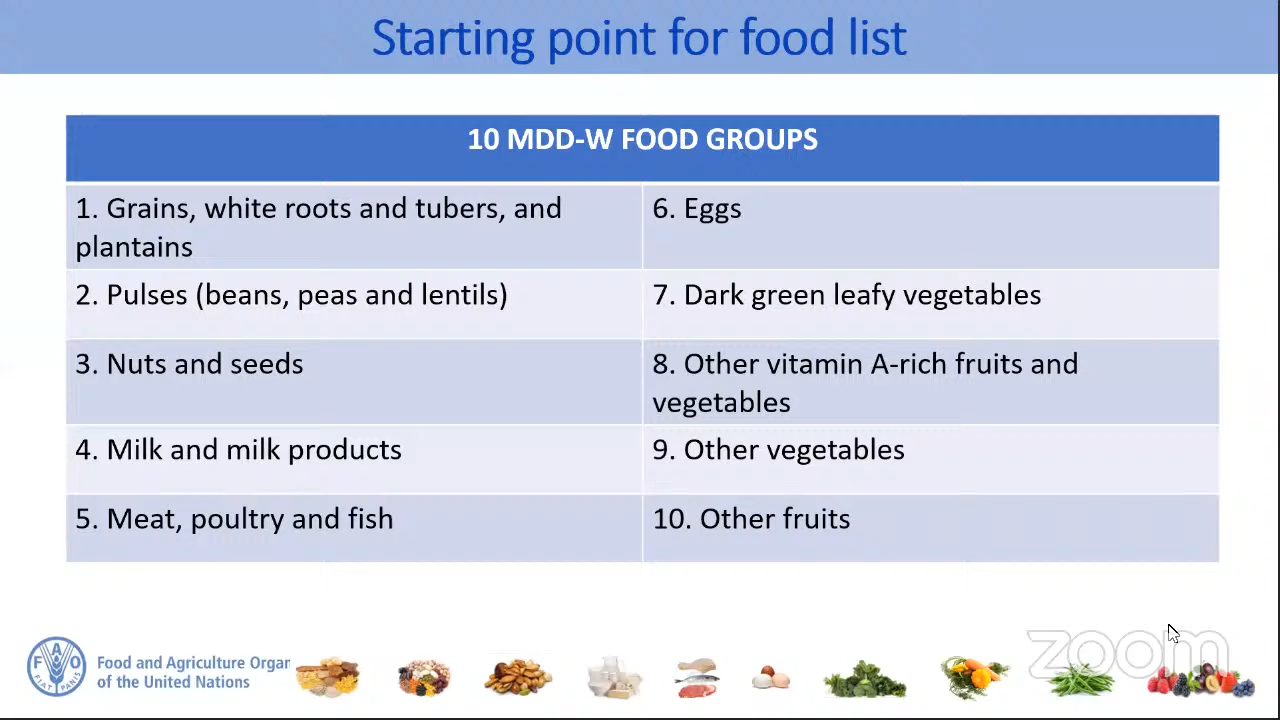 Starting point for food list
10 MDD-W FOOD GROUPS
1. Grains, white roots and tubers, and
plantains
6. Eggs
2. Pulses (beans, peas and lentils)
7. Dark green leafy vegetables
3. Nuts and seeds
8. Other vitamin A-rich fruits and
vegetables
4. Milk and milk products
9. Other vegetables
5. Meat, poultry and fish
10. Other fruits
F A O
FIAT PANIS
Food and Agriculture Organ
of the United Nations
zoom